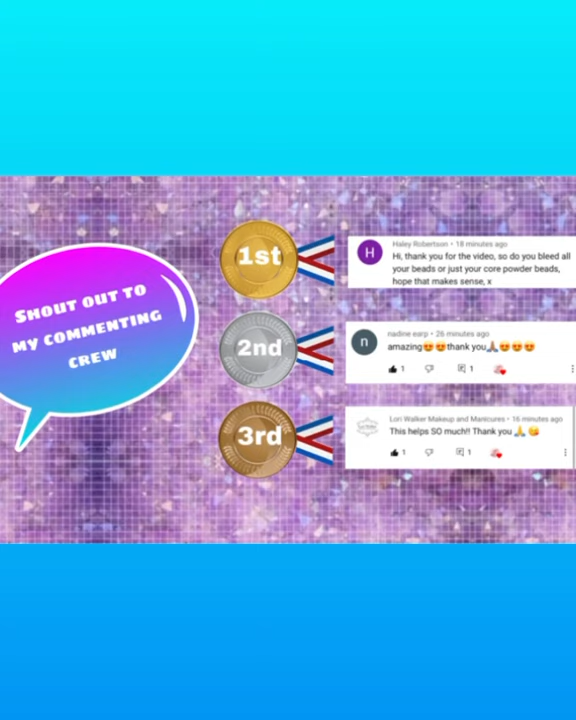 Shout out to
my commenting
crew
1st
Haley Robertson • 18 minutes ago
H
Hi, thank you for the video, so do you bleed all
your beads or just your core powder beads,
hope that makes sense, x
2nd
nadine earp • 26 minutes ago
n
amazing😍😍thank you🙏🏽😍😍😍
1 1
3rd
Lori Walker Makeup and Manicures • 16 minutes ago
This helps SO much!! Thank you 🙏 😘
1 1